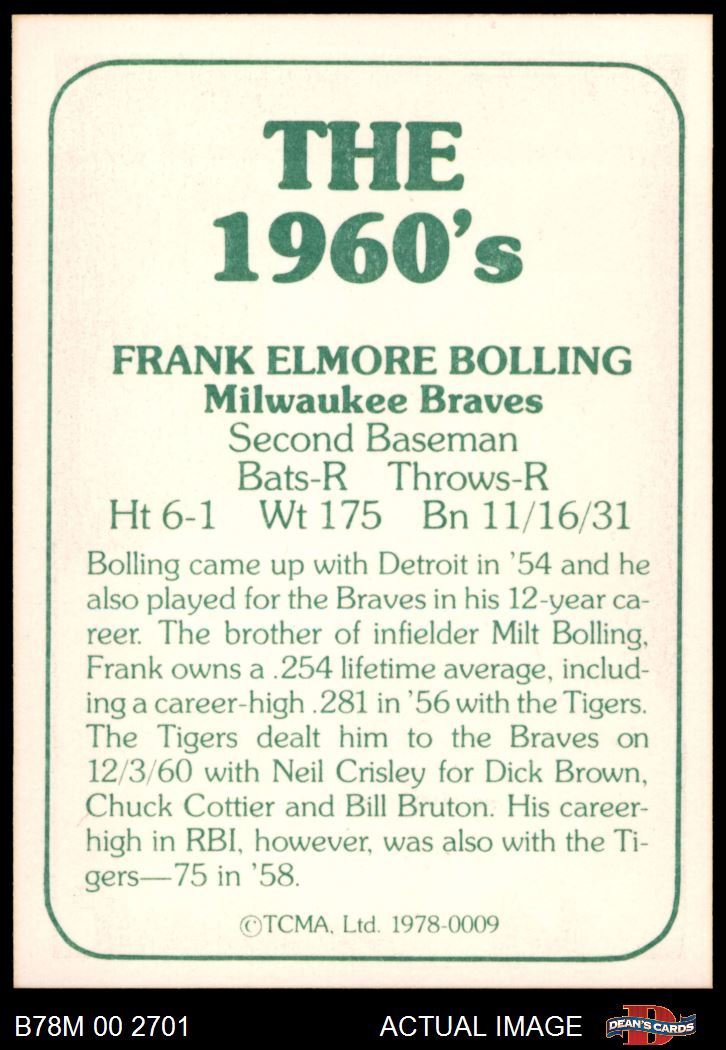 THE
1960's
FRANK ELMORE BOLLING
Milwaukee Braves
Second Baseman
Bats-R Throws-R
Ht 6-1 Wt 175 Bn 11/16/31
Bolling came up with Detroit in '54 and he
also played for the Braves in his 12-year ca-
reer. The brother of infielder Milt Bolling,
Frank owns a .254 lifetime average, includ-
ing a career-high .281 in '56 with the Tigers.
The Tigers dealt him to the Braves on
12/3/60 with Neil Crisley for Dick Brown,
Chuck Cottier and Bill Bruton. His career-
high in RBI, however, was also with the Ti-
gers—75 in '58.
©TCMA, Ltd. 1978-0009
B78M 00 2701 ACTUAL IMAGE
D
DEAN'S CARDS